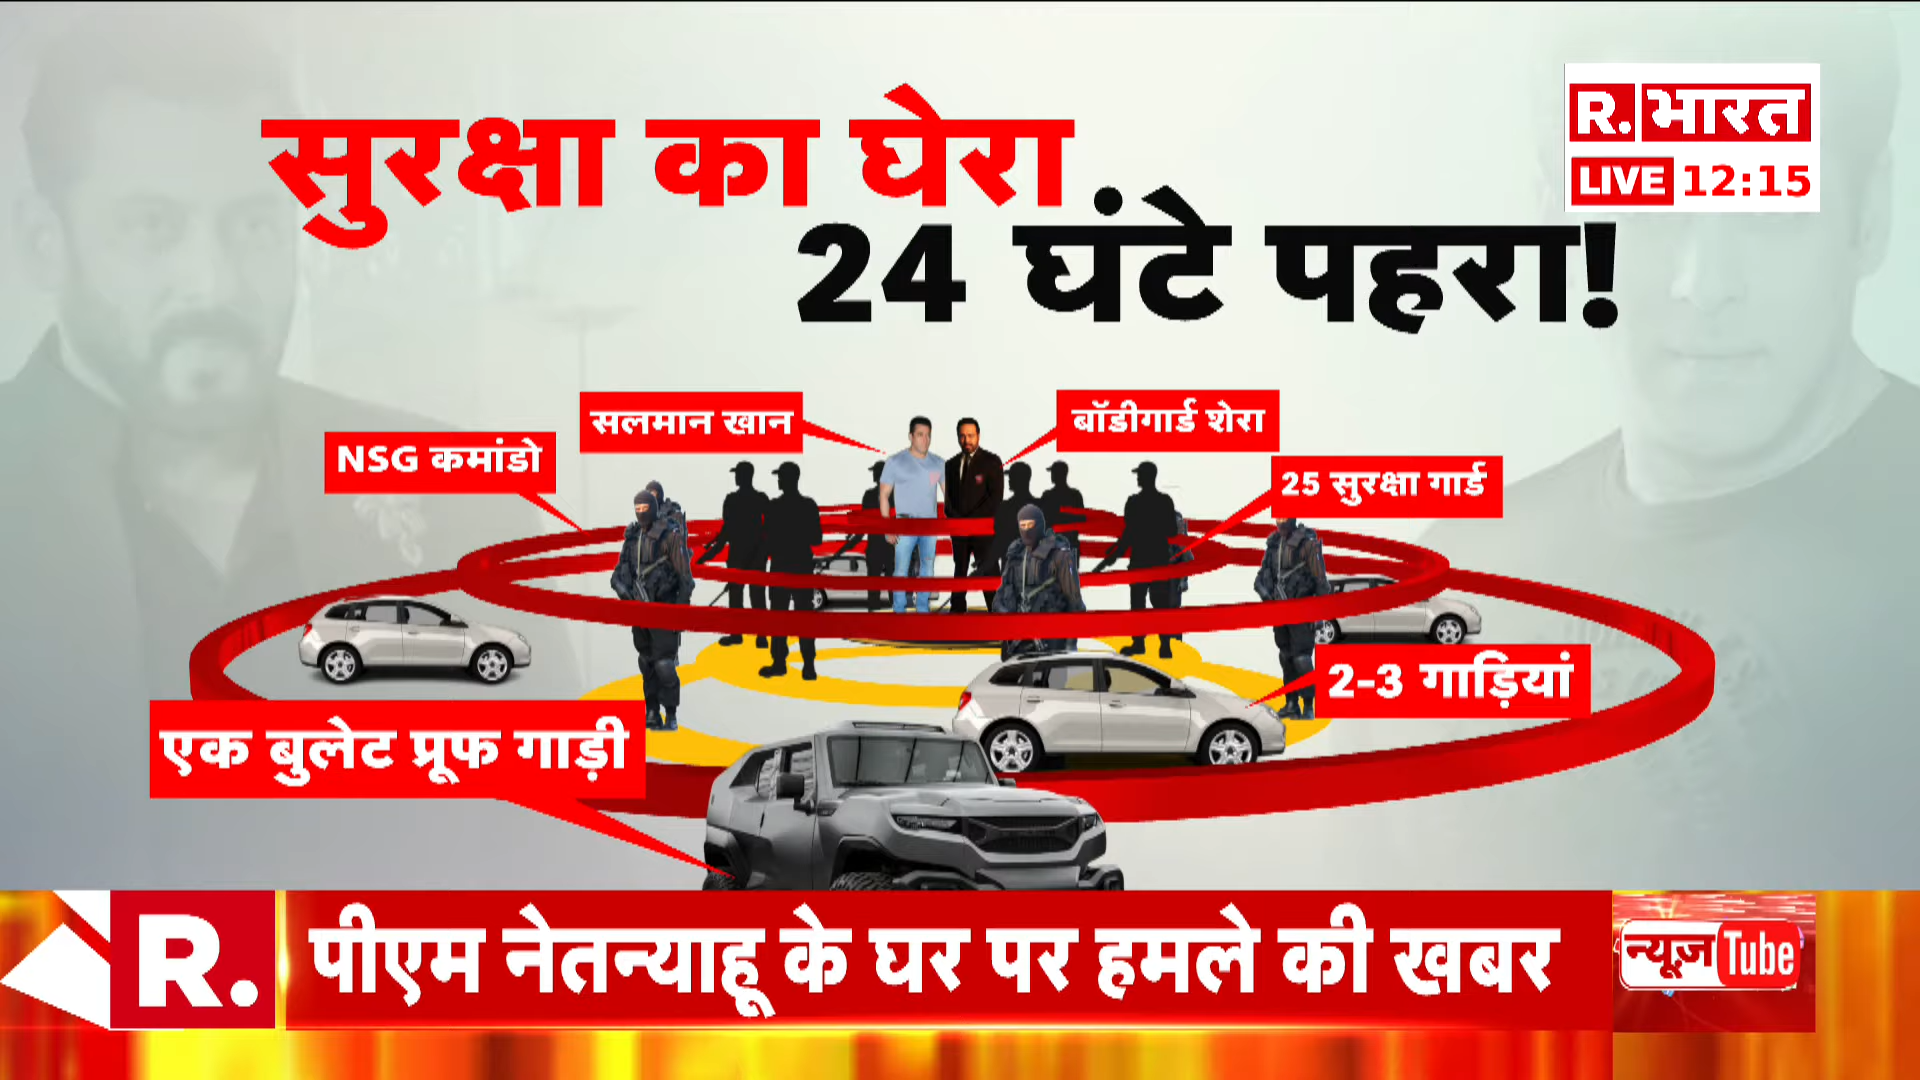 सुरक्षा का घेरा
24 घंटे पहरा!
R. भारत
LIVE 12:15
सलमान खान
बॉडीगार्ड शेरा
NSG कमांडो
25 सुरक्षा गार्ड
2-3 गाड़ियां
एक बुलेट प्रूफ गाड़ी
R. पीएम नेतन्याहू के घर पर हमले की खबर
न्यूज़ Tube